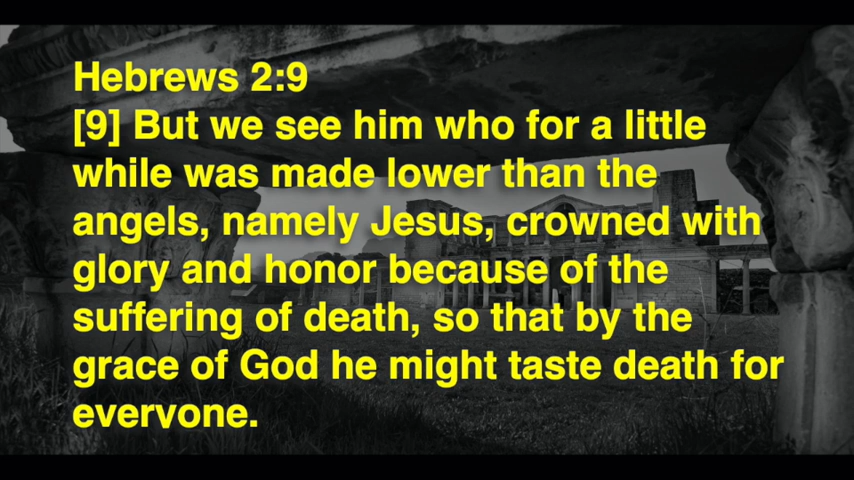 Hebrews 2:9
[9] But we see him who for a little
while was made lower than the
angels, namely Jesus, crowned with
glory and honor because of the
suffering of death, so that by the
grace of God he might taste death for
everyone.